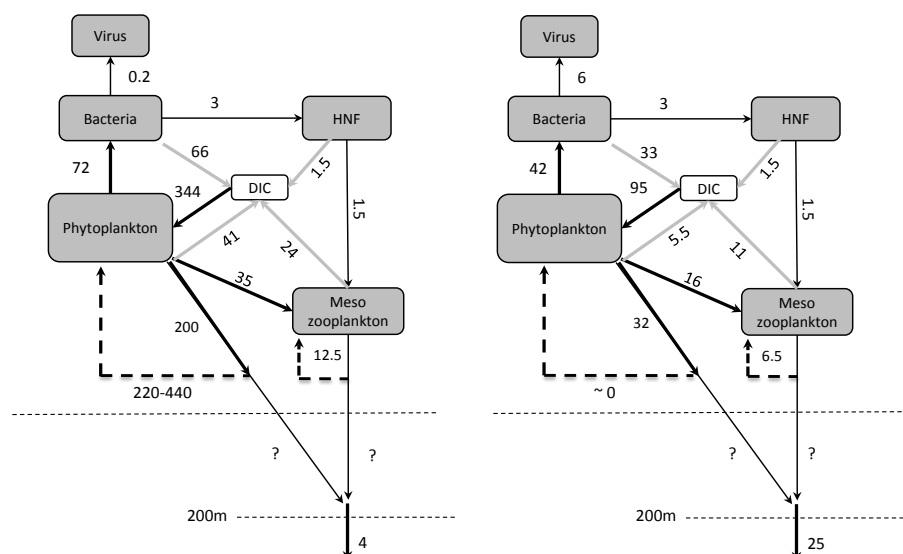 Virus
0.2
Bacteria
3
HNF
72
66
1.5
344
DIC
Phytoplankton
41
24
1.5
35
Meso
zooplankton
200
12.5
220-440
?
?
200m
4
Virus
6
Bacteria
3
HNF
42
33
1.5
95
DIC
Phytoplankton
5.5
11
1.5
16
Meso
zooplankton
32
6.5
~ 0
?
?
200m
25